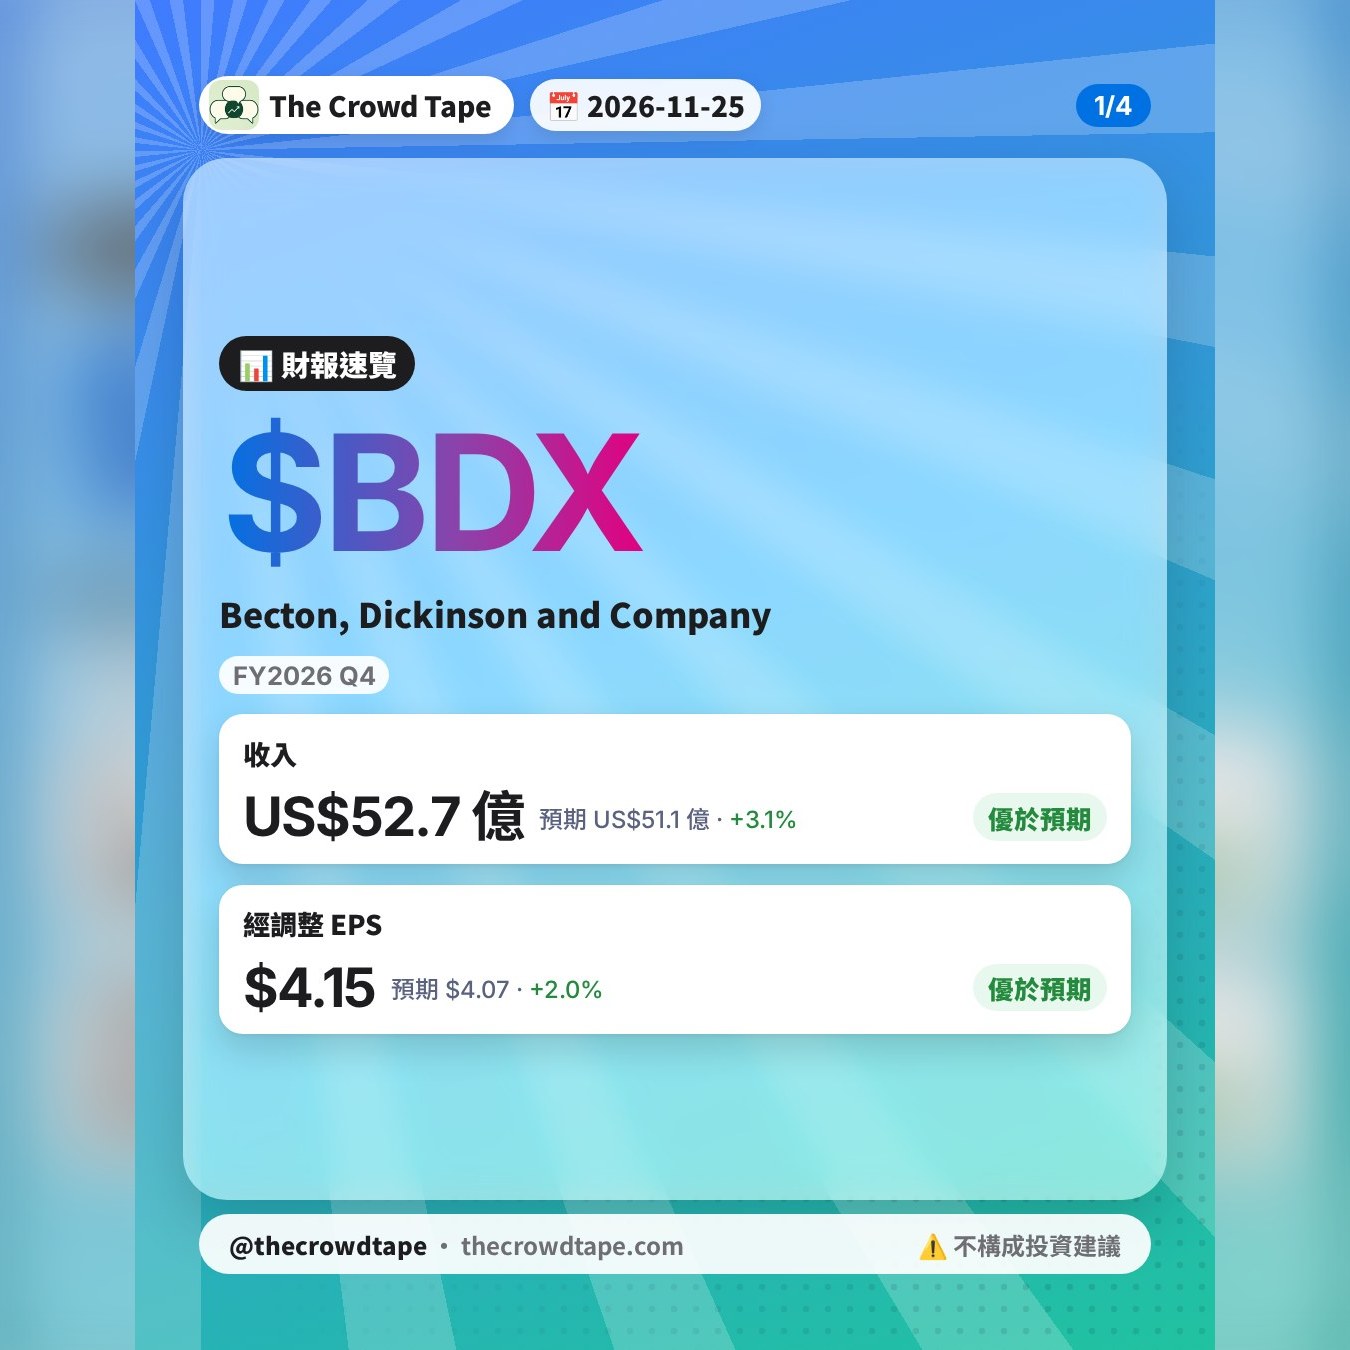 The Crowd Tape
2026-11-25
1/4
財報速覽
$BDX
Becton, Dickinson and Company
FY2026 Q4
收入
US$52.7 億 預期 US$51.1 億 · +3.1% 優於預期
經調整 EPS
$4.15 預期 $4.07 · +2.0% 優於預期
@thecrowdtape • thecrowdtape.com ⚠️ 不構成投資建議